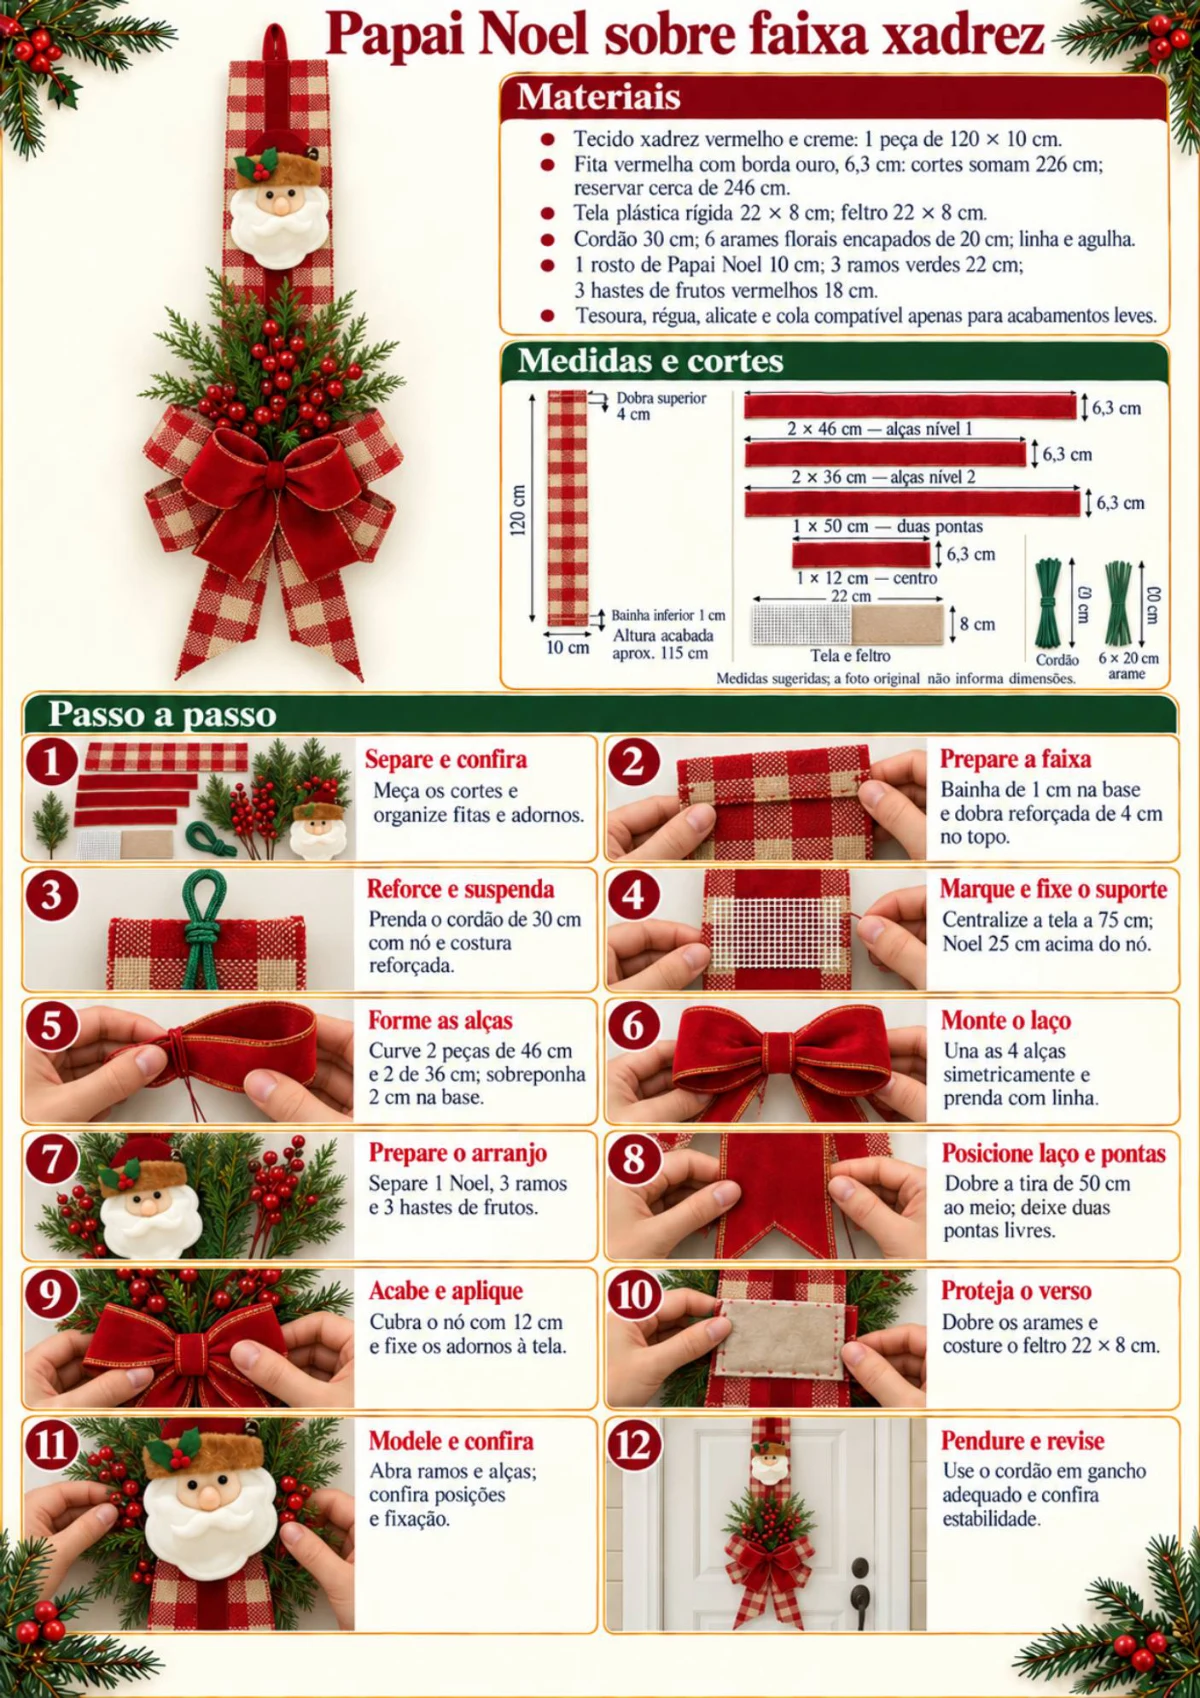 Papai Noel sobre faixa xadrez
Materiais
Tecido xadrez vermelho e creme: 1 peça de 120 × 10 cm.
Fita vermelha com borda ouro, 6,3 cm: cortes somam 226 cm;
reservar cerca de 246 cm.
Tela plástica rígida 22 × 8 cm; feltro 22 × 8 cm.
Cordão 30 cm; 6 arames florais encapados de 20 cm; linha e agulha.
1 rosto de Papai Noel 10 cm; 3 ramos verdes 22 cm;
3 hastes de frutos vermelhos 18 cm.
Tesoura, régua, alicate e cola compatível apenas para acabamentos leves.
Medidas e cortes
Dobra superior
4 cm
120 cm
Bainha inferior 1 cm
Altura acabada
aprox. 115 cm
10 cm
6,3 cm
2 × 46 cm — alças nível 1
6,3 cm
2 × 36 cm — alças nível 2
6,3 cm
1 × 50 cm — duas pontas
6,3 cm
1 × 12 cm — centro
22 cm
8 cm
Tela e feltro
cm
Cordão
cm
6 × 20 cm
arame
Medidas sugeridas; a foto original não informa dimensões.
Passo a passo
1
Separe e confira
Meça os cortes e
organize fitas e adornos.
2
Prepare a faixa
Bainha de 1 cm na base
e dobra reforçada de 4 cm
no topo.
3
Reforce e suspenda
Prenda o cordão de 30 cm
com nó e costura
reforçada.
4
Marque e fixe o suporte
Centralize a tela a 75 cm;
Noel 25 cm acima do nó.
5
Forme as alças
Curve 2 peças de 46 cm
e 2 de 36 cm; sobreponha
2 cm na base.
6
Monte o laço
Una as 4 alças
simetricamente e
prenda com linha.
7
Prepare o arranjo
Separe 1 Noel, 3 ramos
e 3 hastes de frutos.
8
Posicione laço e pontas
Dobre a tira de 50 cm
ao meio; deixe duas
pontas livres.
9
Acabe e aplique
Cubra o nó com 12 cm
e fixe os adornos à tela.
10
Proteja o verso
Dobre os arames e
costure o feltro 22 × 8 cm.
11
Modele e confira
Abra ramos e alças;
confira posições
e fixação.
12
Pendure e revise
Use o cordão em gancho
adequado e confira
estabilidade.